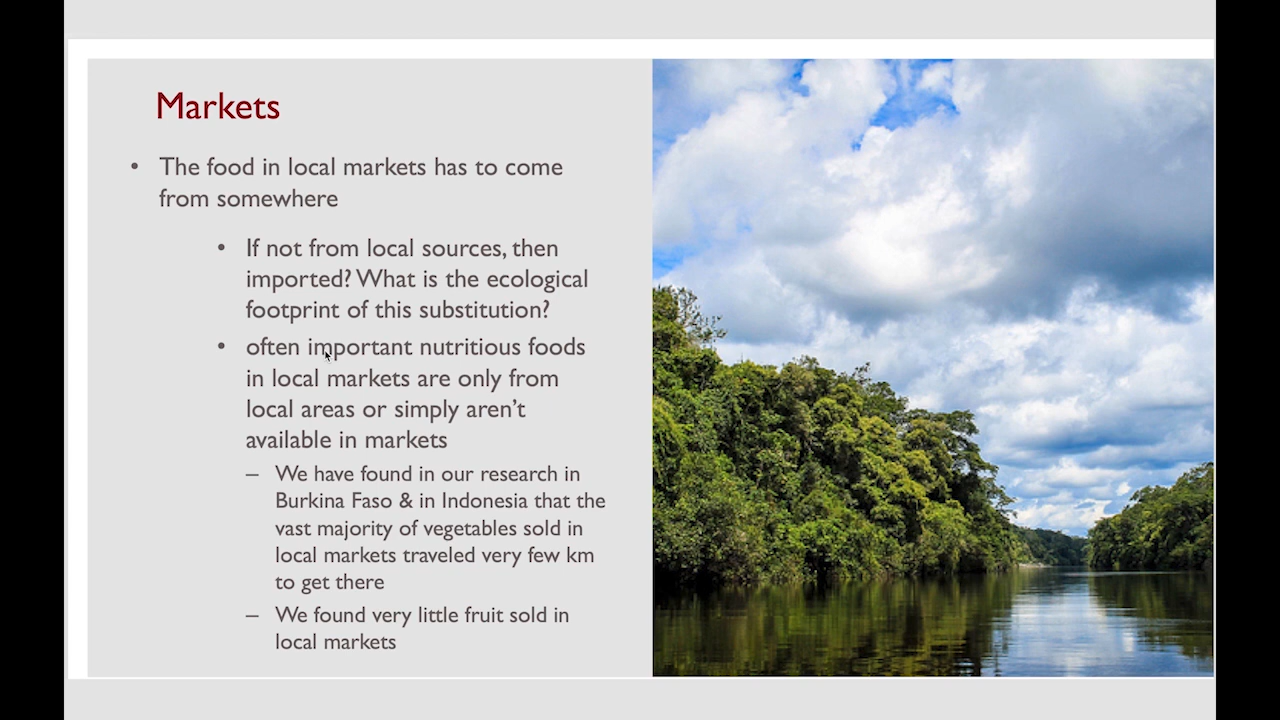 Markets
• The food in local markets has to come
from somewhere
• If not from local sources, then
imported? What is the ecological
footprint of this substitution?
• often important nutritious foods
in local markets are only from
local areas or simply aren’t
available in markets
– We have found in our research in
Burkina Faso & in Indonesia that the
vast majority of vegetables sold in
local markets traveled very few km
to get there
– We found very little fruit sold in
local markets